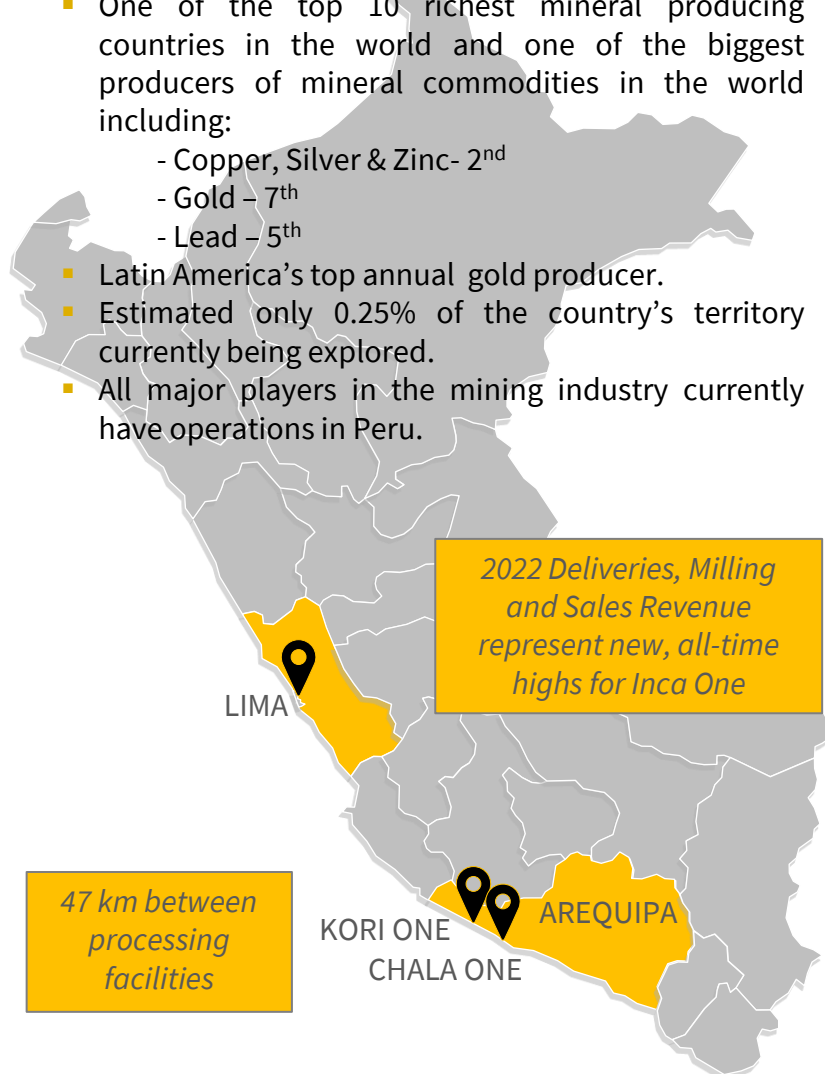 ▪ One of the top 10 richest mineral producing
countries in the world and one of the biggest
producers of mineral commodities in the world
including:
- Copper, Silver & Zinc- 2nd
- Gold – 7th
- Lead – 5th
▪ Latin America’s top annual gold producer.
▪ Estimated only 0.25% of the country’s territory
currently being explored.
▪ All major players in the mining industry currently
have operations in Peru.
2022 Deliveries, Milling
and Sales Revenue
represent new, all-time
highs for Inca One
LIMA
47 km between
processing
facilities
KORI ONE
AREQUIPA
CHALA ONE